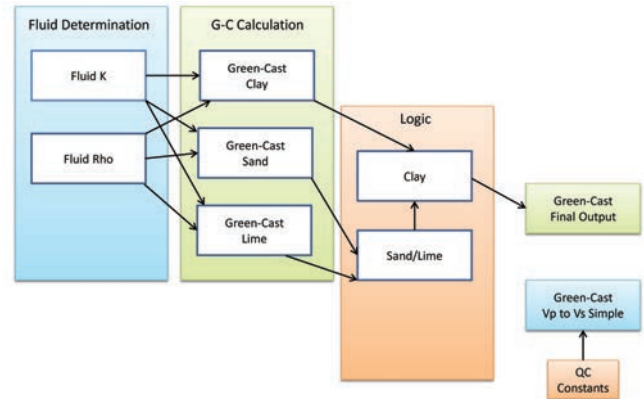 Fluid Determination
Fluid K
Fluid Rho
G-C Calculation
Green-Cast
Clay
Green-Cast
Sand
Green-Cast
Lime
Logic
Clay
Sand/Lime
Green-Cast
Final Output
Green-Cast
Vp to Vs Simple
QC
Constants